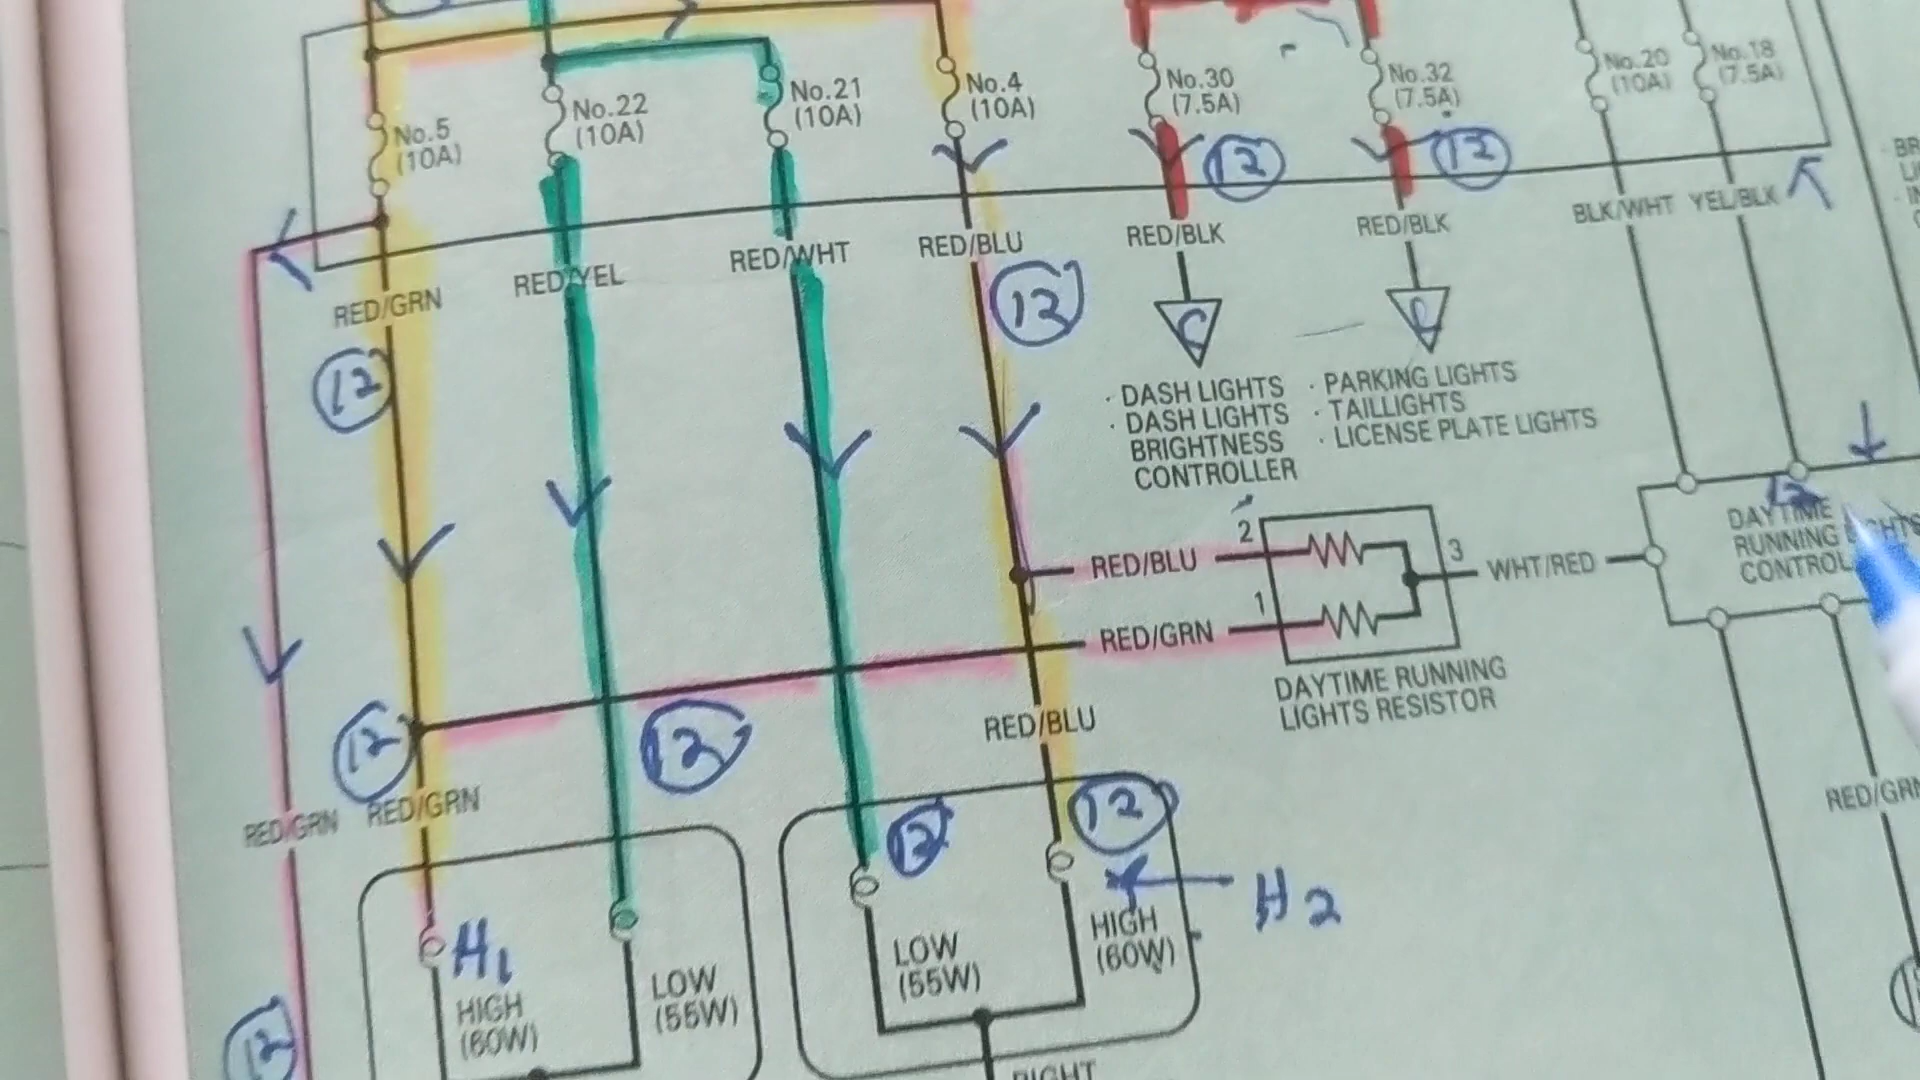 No.5
(10A)
No.22
(10A)
No.21
(10A)
No.4
(10A)
No.30
(7.5A)
No.32
(7.5A)
No.20
(10A)
No.18
(7.5A)
12
12
BR
RED/GRN
RED/YEL
RED/WHT
RED/BLU
RED/BLK
RED/BLK
BLK/WHT
YEL/BLK
12
12
C
· DASH LIGHTS
· DASH LIGHTS
BRIGHTNESS
CONTROLLER
· PARKING LIGHTS
· TAILLIGHTS
· LICENSE PLATE LIGHTS
RED/BLU
2
3
WHT/RED
12
DAYTIME
RUNNING LIGHTS
CONTROL
RED/GRN
1
DAYTIME RUNNING
LIGHTS RESISTOR
12
12
RED/BLU
RED/GRN
RED/GRN
RED/GRN
12
12
H1
HIGH
(60W)
LOW
(55W)
LOW
(55W)
HIGH
(60W)
H2
12
RIGHT